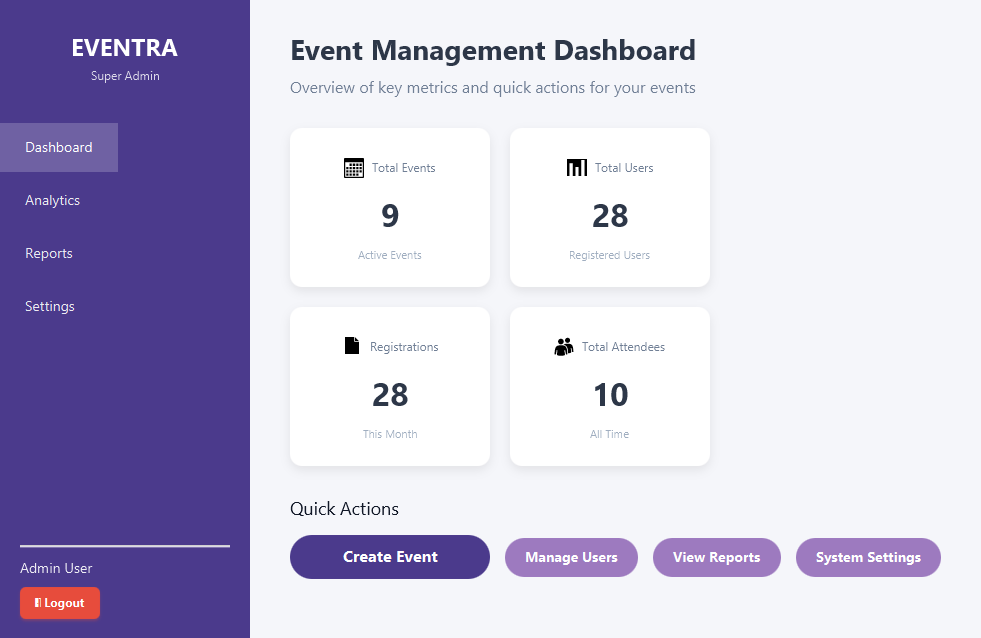 EVENTRA
Super Admin
Dashboard
Analytics
Reports
Settings
Admin User
Logout
Event Management Dashboard
Overview of key metrics and quick actions for your events
Total Events
9
Active Events
Total Users
28
Registered Users
Registrations
28
This Month
Total Attendees
10
All Time
Quick Actions
Create Event
Manage Users
View Reports
System Settings